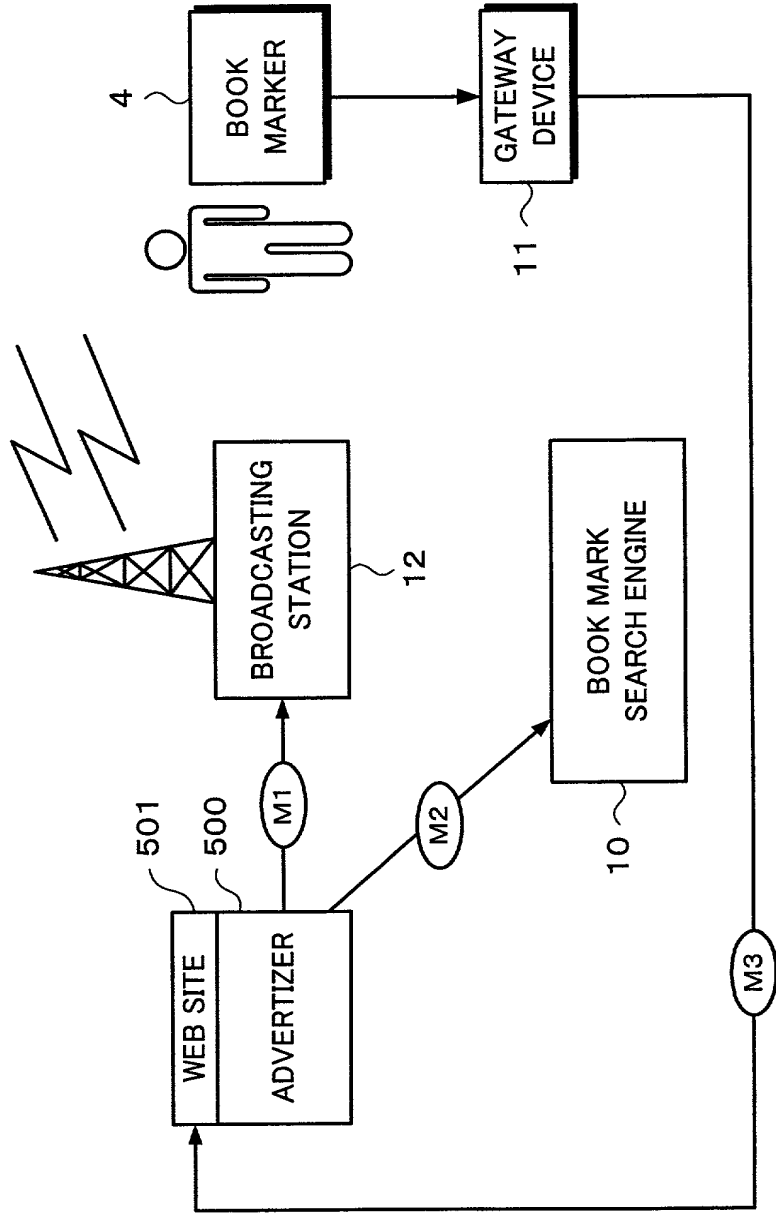 4
BOOK
MARKER
GATEWAY
DEVICE
11
BROADCASTING
STATION
12
501
500
M1
WEB SITE
ADVERTIZER
M2
BOOK MARK
SEARCH ENGINE
10
M3